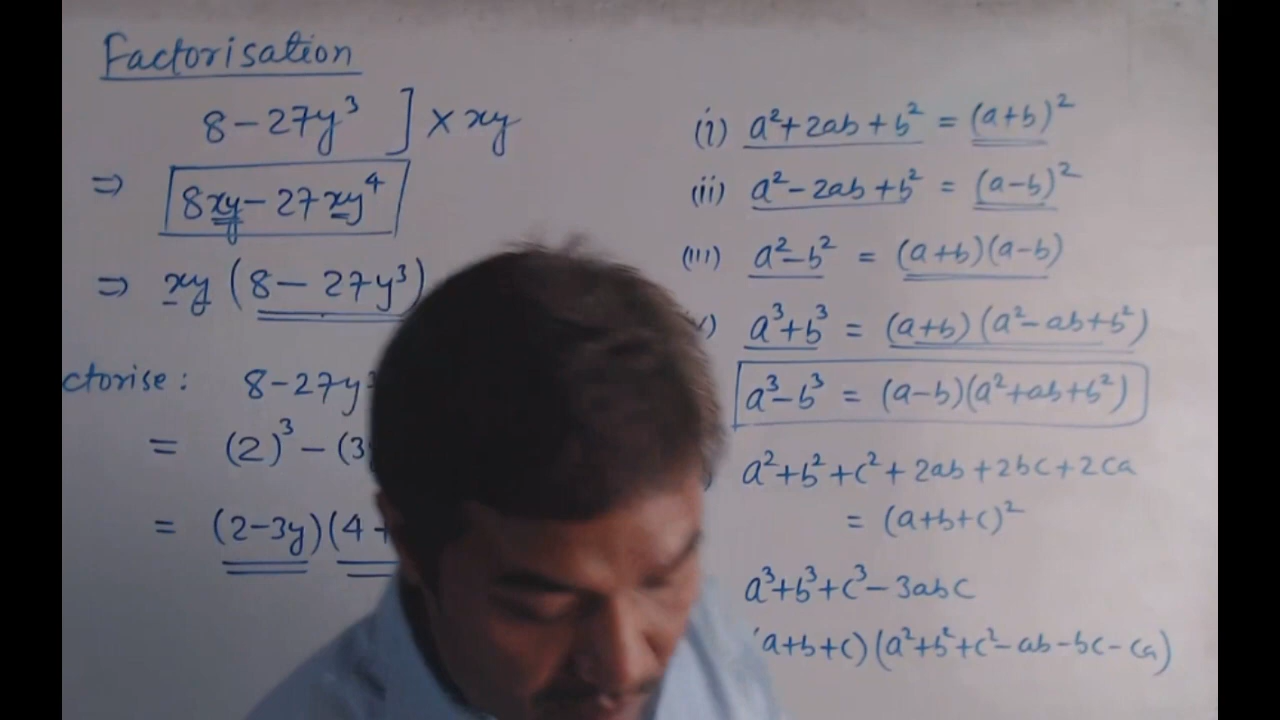 Factorisation
8-27y³ ] × xy
⇒ 8xy-27xy⁴
⇒ xy (8-27y³)
ctorise: 8-27y³
= (2)³-(3
= (2-3y)(4+
(i) a²+2ab+b² = (a+b)²
(ii) a²-2ab+b² = (a-b)²
(iii) a²-b² = (a+b)(a-b)
) a³+b³ = (a+b)(a²-ab+b²)
a³-b³ = (a-b)(a²+ab+b²)
a²+b²+c²+2ab+2bc+2ca
= (a+b+c)²
a³+b³+c³-3abc
a+b+c)(a²+b²+c²-ab-bc-ca)